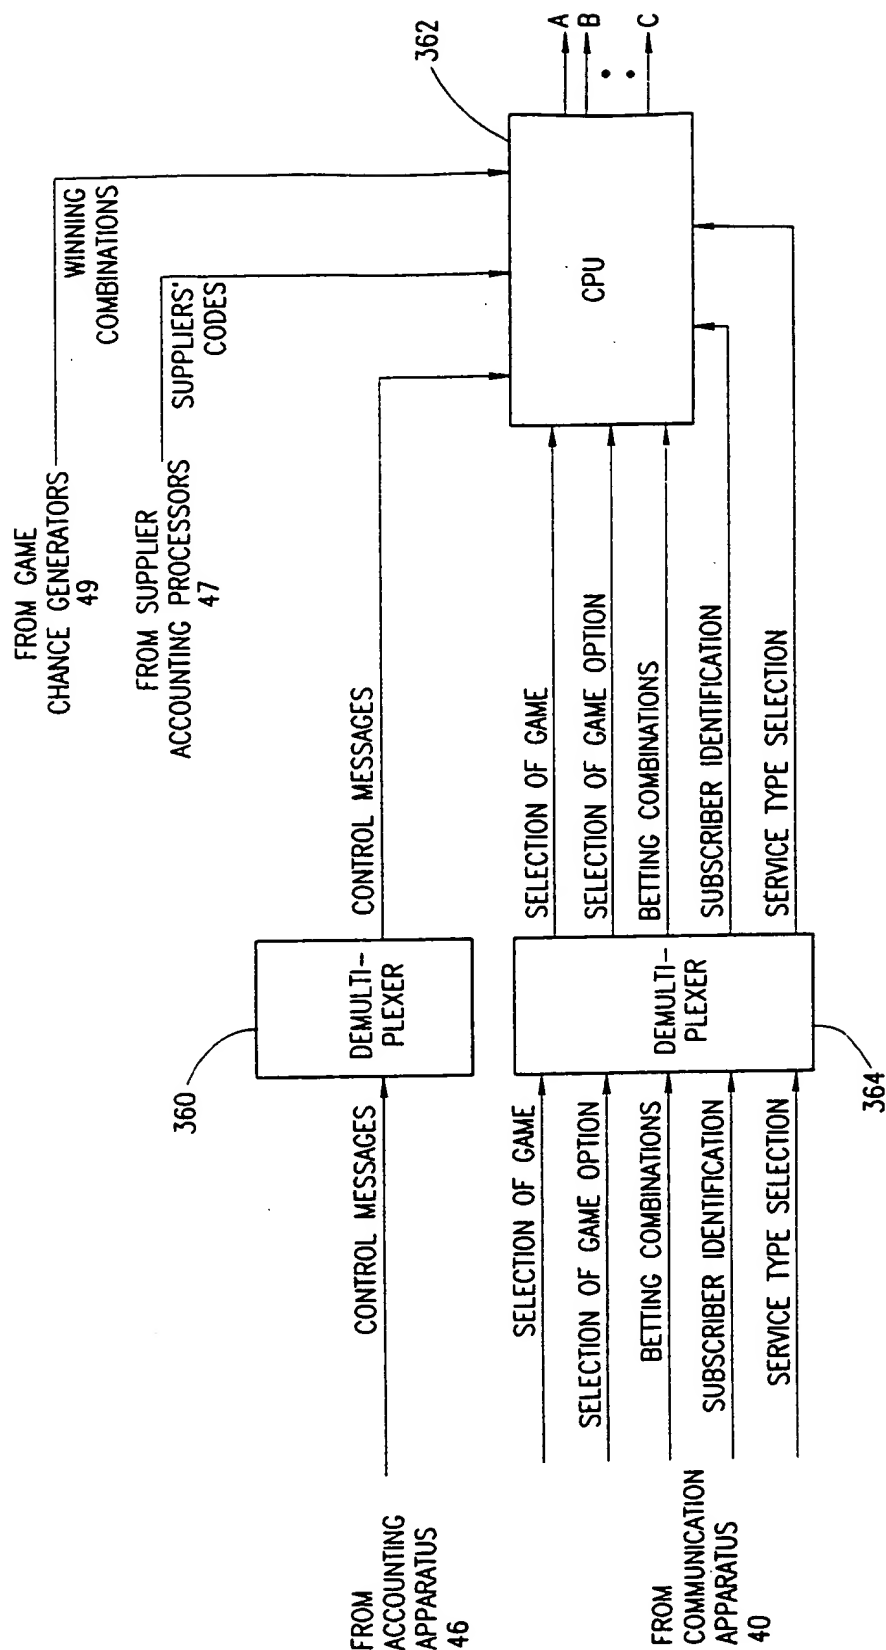 FROM GAME
CHANCE GENERATORS
49
WINNING
COMBINATIONS
FROM SUPPLIER
ACCOUNTING PROCESSORS
47
SUPPLIERS'
CODES
362
360
FROM
ACCOUNTING
APPARATUS
46
CONTROL MESSAGES
DEMULTI-
PLEXER
CONTROL MESSAGES
CPU
A
B
C
FROM
COMMUNICATION
APPARATUS
40
SELECTION OF GAME
SELECTION OF GAME OPTION
BETTING COMBINATIONS
SUBSCRIBER IDENTIFICATION
SERVICE TYPE SELECTION
DEMULTI-
PLEXER
364
SELECTION OF GAME
SELECTION OF GAME OPTION
BETTING COMBINATIONS
SUBSCRIBER IDENTIFICATION
SERVICE TYPE SELECTION